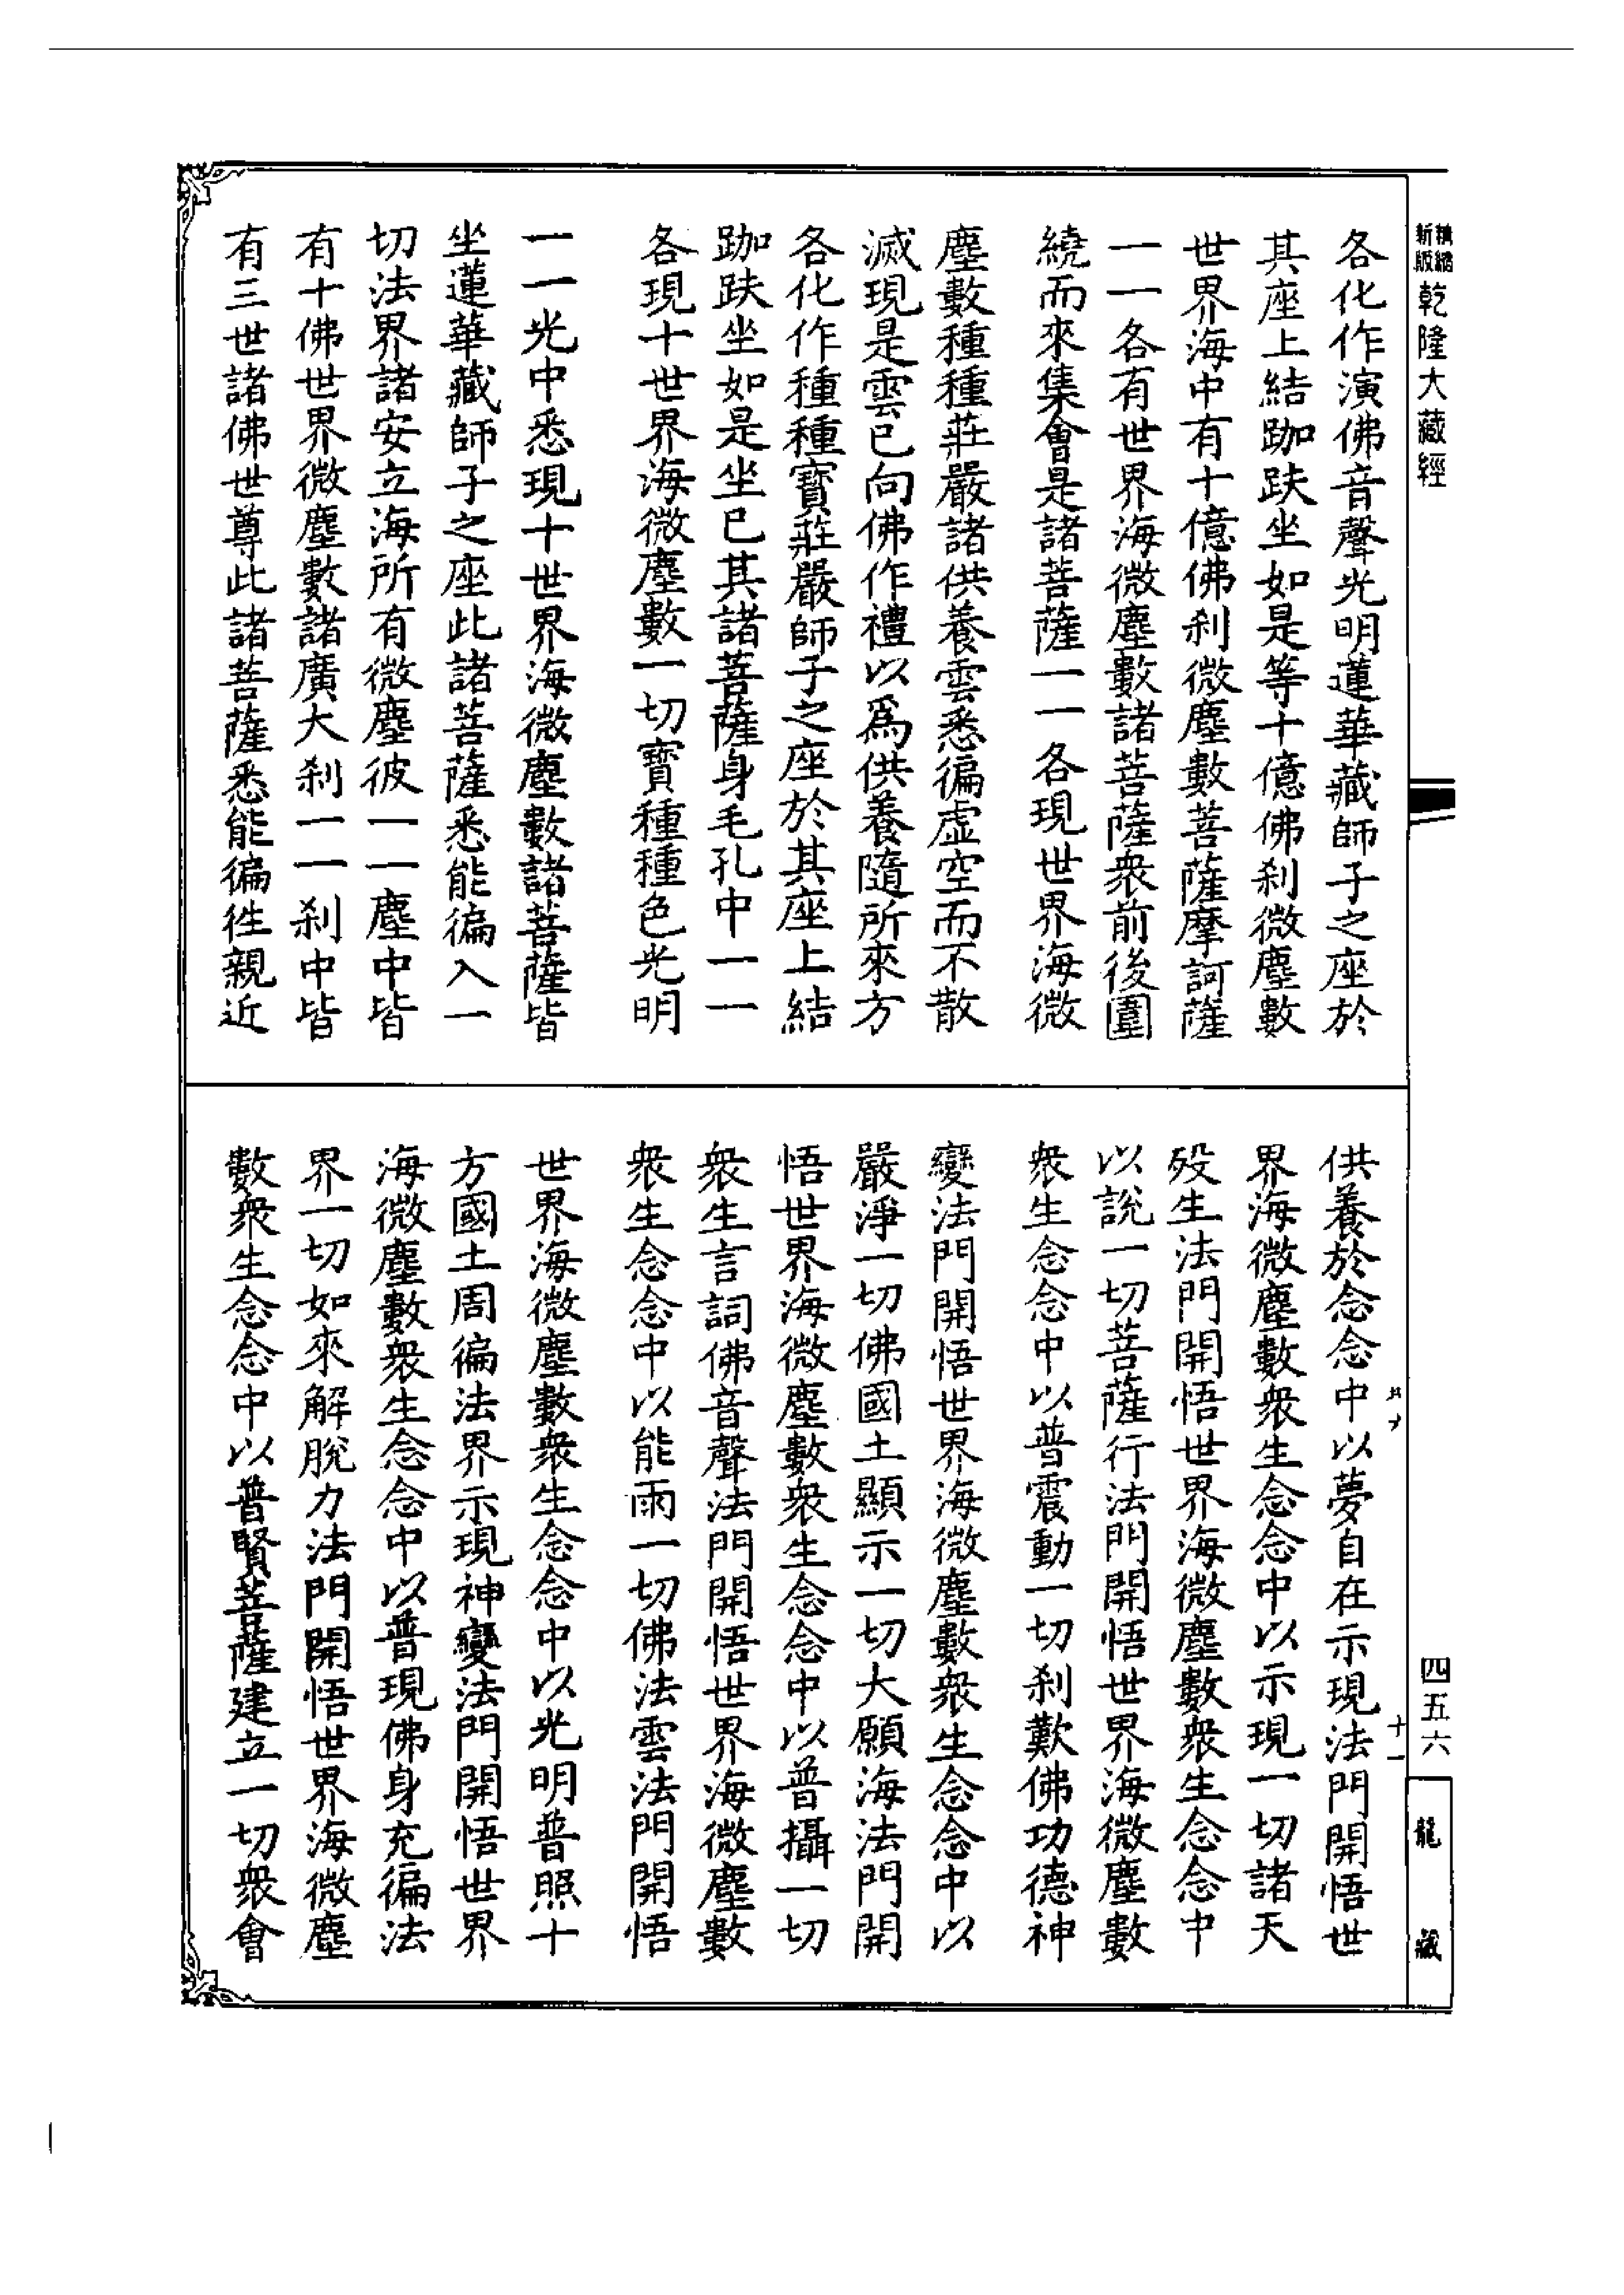 精縮新版乾隆大藏經
各化作演佛音聲光明蓮華藏師子之座於
其座上結跏趺坐如是等十億佛刹微塵數
世界海中有十億佛刹微塵數菩薩摩訶薩
一一各有世界海微塵數諸菩薩衆前後圍
繞而來集會是諸菩薩一一各現世界海微
塵數種種莊嚴諸供養雲悉徧虛空而不散
滅現是雲已向佛作禮以爲供養隨所來方
各化作種種寶莊嚴師子之座於其座上結
跏趺坐如是坐已其諸菩薩身毛孔中一一
各現十世界海微塵數一切寶種種色光明
一一光中悉現十世界海微塵數諸菩薩皆
坐蓮華藏師子之座此諸菩薩悉能徧入一
切法界諸安立海所有微塵彼一一塵中皆
有十佛世界微塵數諸廣大刹一一刹中皆
有三世諸佛世尊此諸菩薩悉能徧徃親近
供養於念念中以夢自在示現法門開悟世
界海微塵數衆生念念中以示現一切諸天
歿生法門開悟世界海微塵數衆生念念中
以說一切菩薩行法門開悟世界海微塵數
衆生念念中以普震動一切刹歎佛功德神
變法門開悟世界海微塵數衆生念念中以
嚴淨一切佛國土顯示一切大願海法門開
悟世界海微塵數衆生念念中以普攝一切
衆生言詞佛音聲法門開悟世界海微塵數
衆生念念中以能雨一切佛法雲法門開悟
世界海微塵數衆生念念中以光明普照十
方國土周徧法界示現神變法門開悟世界
海微塵數衆生念念中以普現佛身充徧法
界一切如來解脫力法門開悟世界海微塵
數衆生念念中以普賢菩薩建立一切衆會
十一
四五六
龍藏